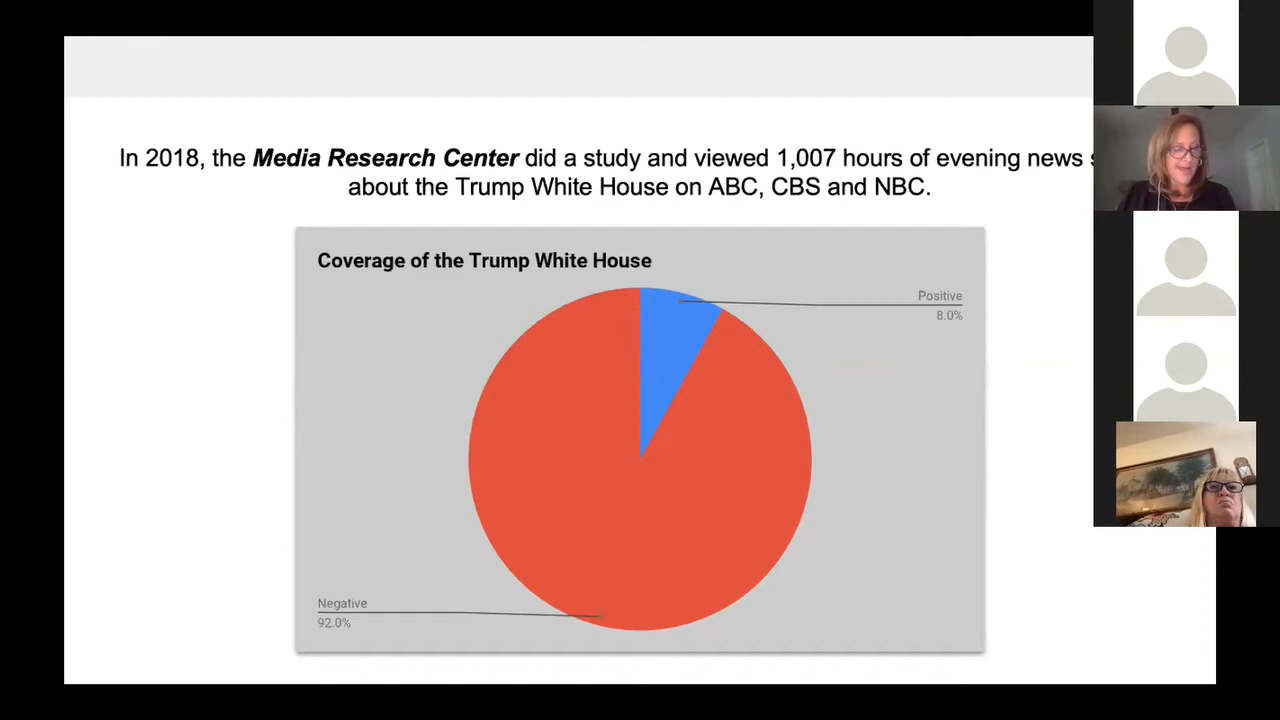 In 2018, the Media Research Center did a study and viewed 1,007 hours of evening news
about the Trump White House on ABC, CBS and NBC.
Coverage of the Trump White House
Positive
8.0%
Negative
92.0%